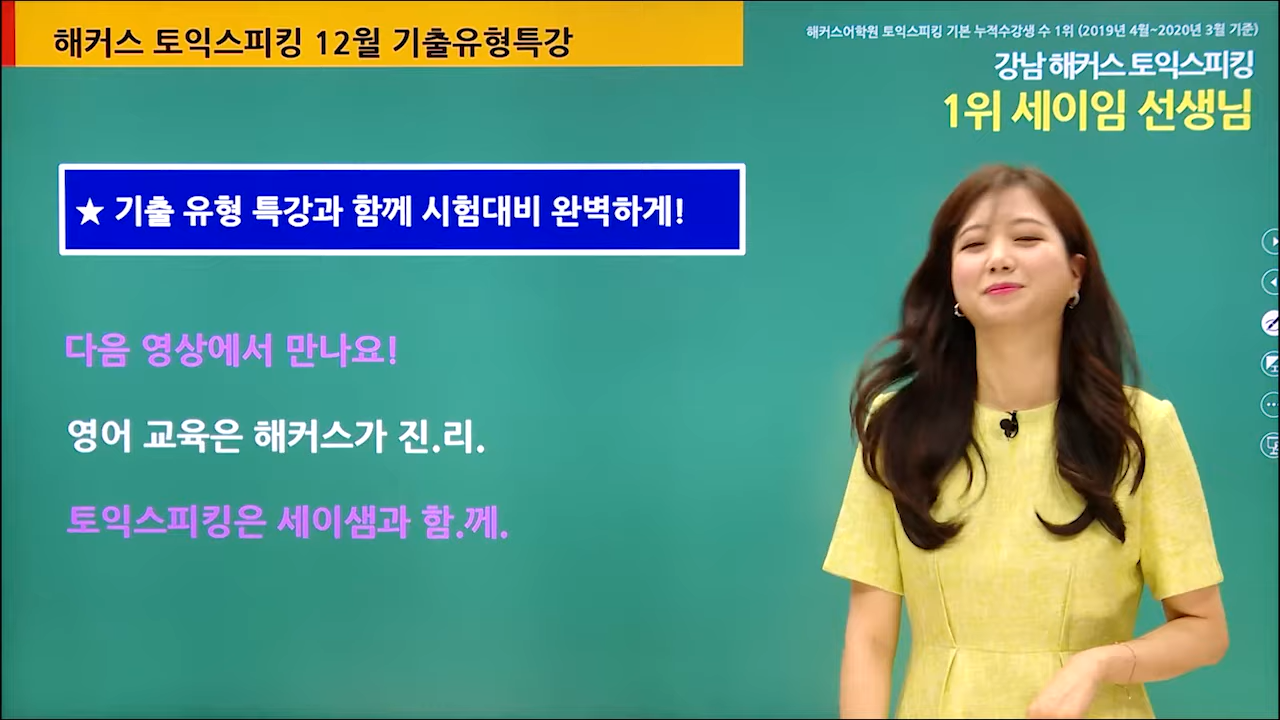 해커스 토익스피킹 12월 기출유형특강
해커스어학원 토익스피킹 기본 누적수강생 수 1위 (2019년 4월~2020년 3월 기준)
강남 해커스 토익스피킹
1위 세이임 선생님
★ 기출 유형 특강과 함께 시험대비 완벽하게!
다음 영상에서 만나요!
영어 교육은 해커스가 진.리.
토익스피킹은 세이샘과 함.께.